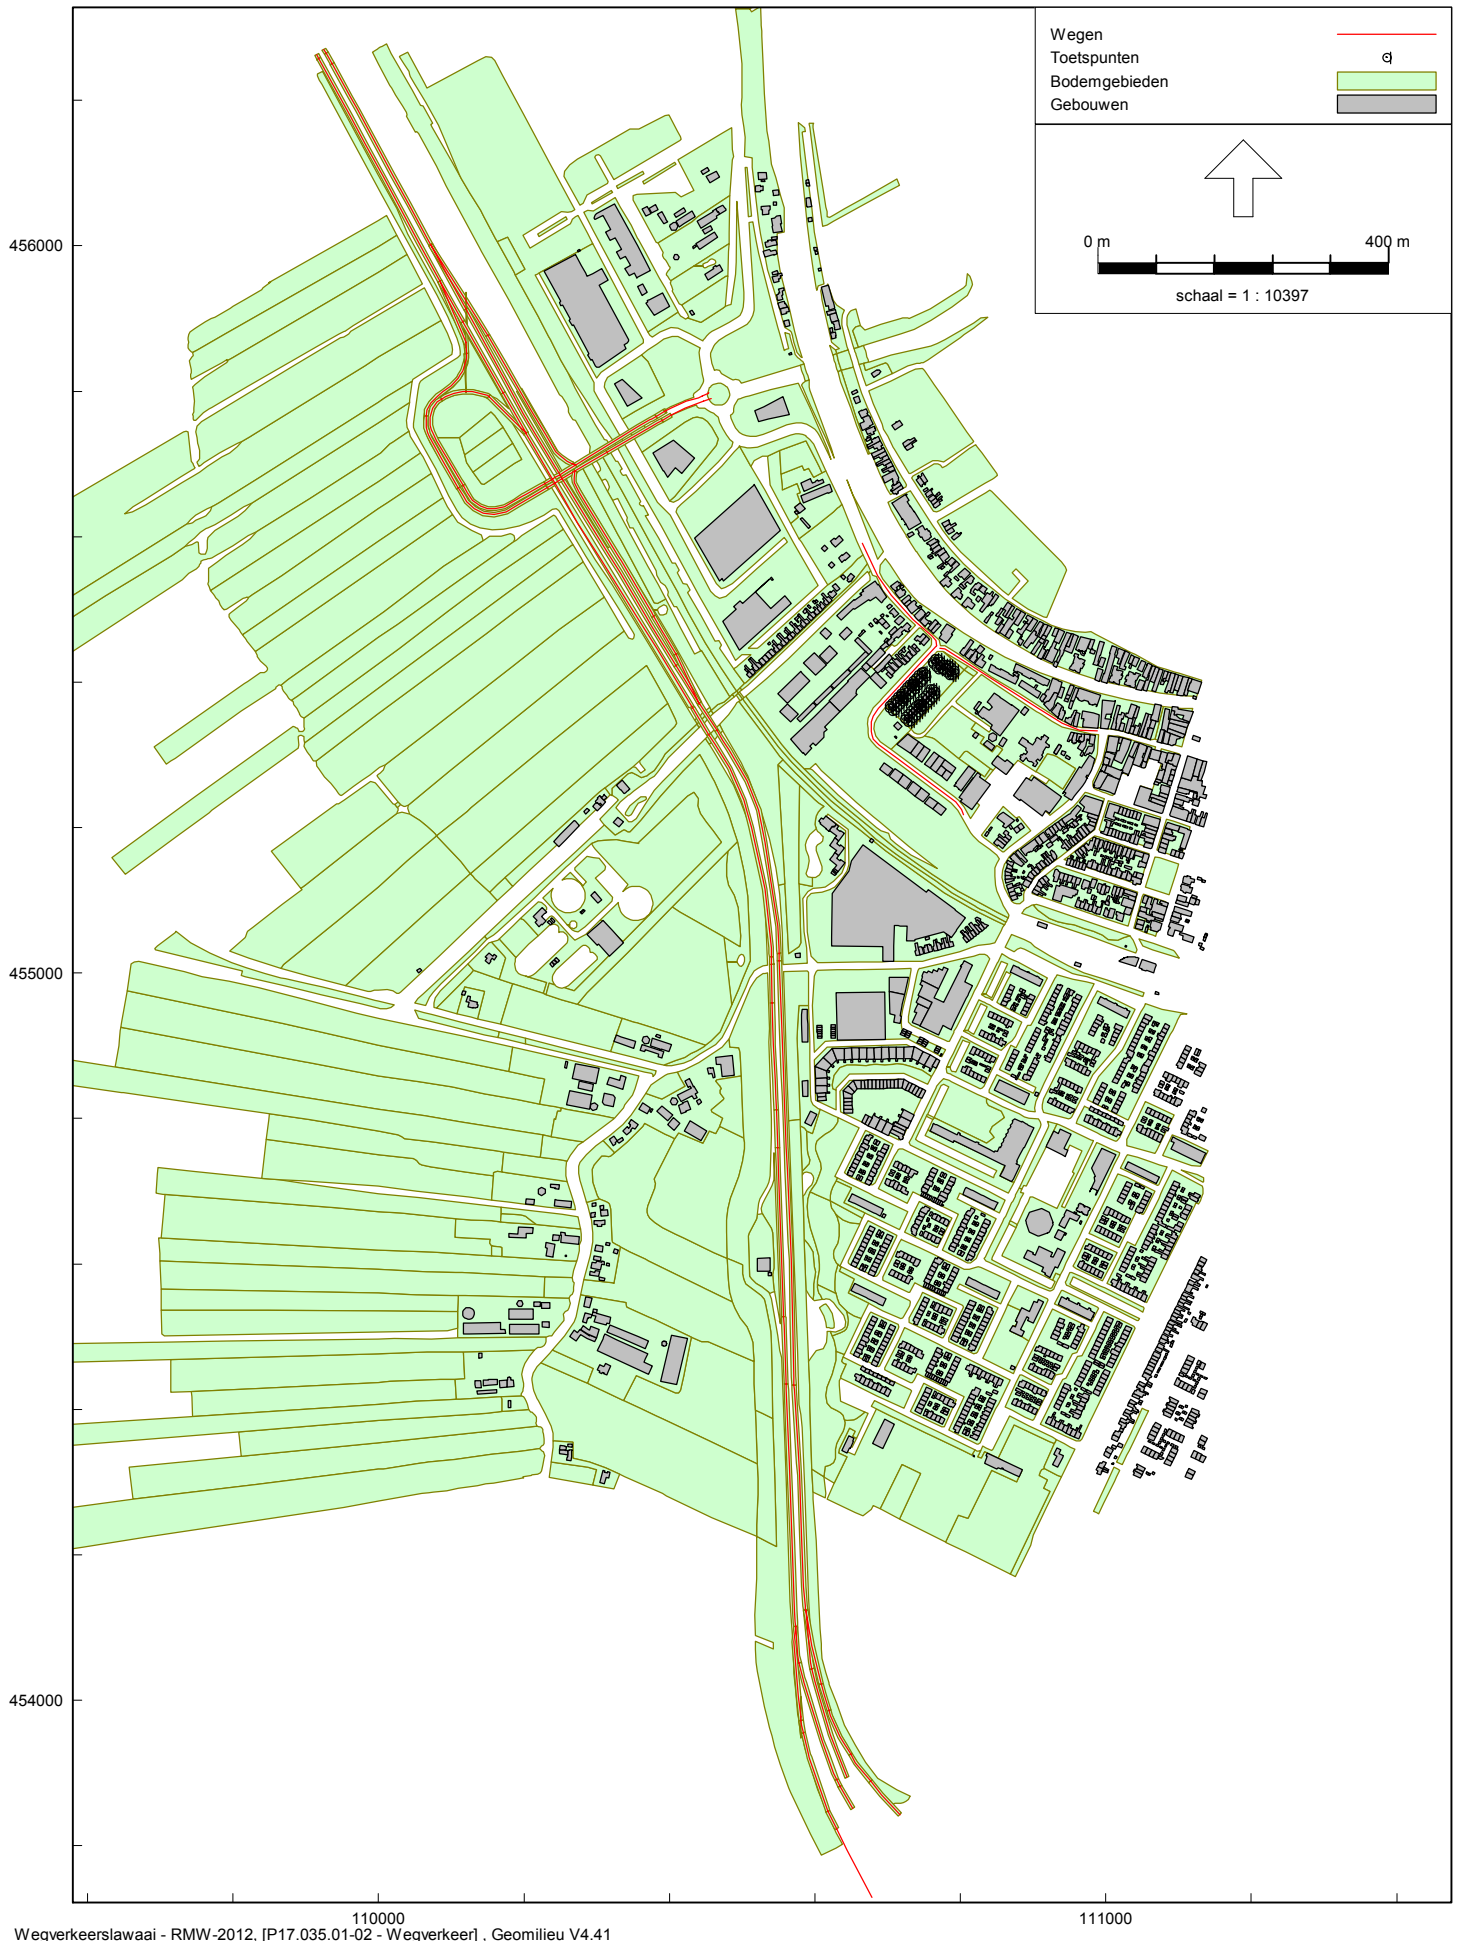 Wegen
Toetspunten
Bodemgebieden
Gebouwen
0 m 400 m
schaal = 1 : 10397
456000
455000
454000
110000 111000
Wegverkeerslawaai - RMW-2012, [P17.035.01-02 - Wegverkeer] , Geomilieu V4.41